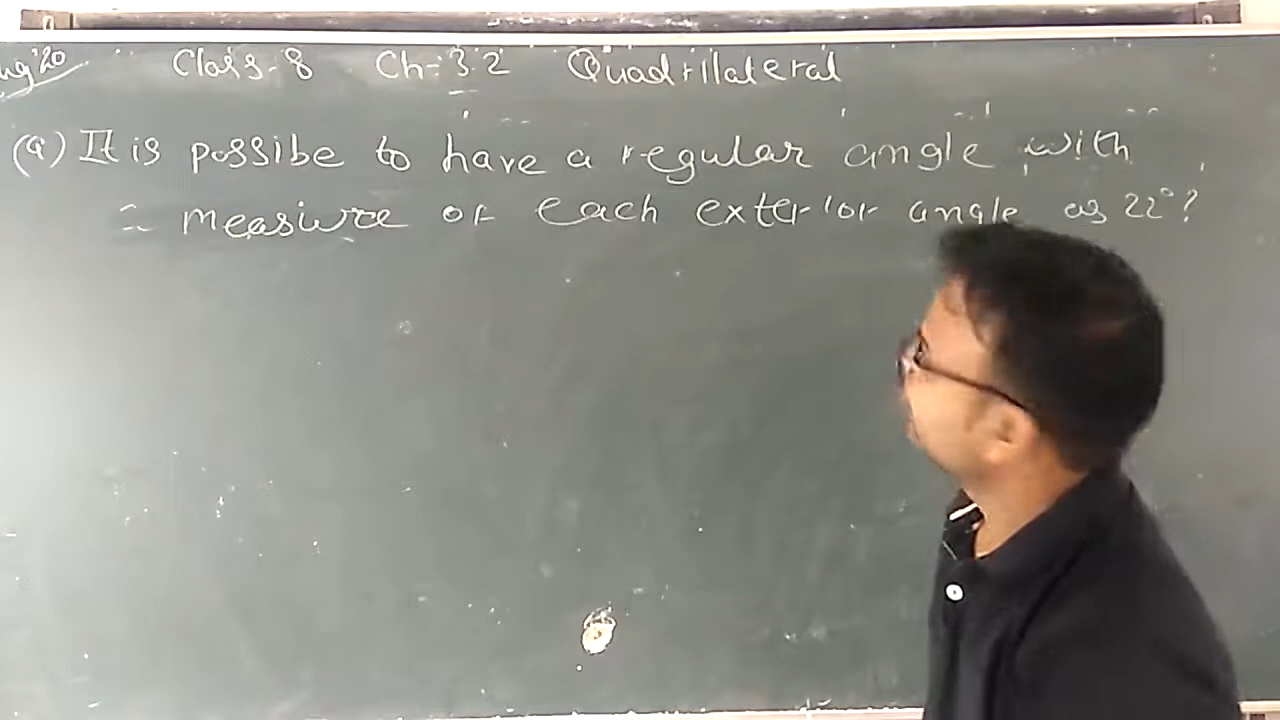 ug'20 Class-8 Ch-3.2 Quadrilateral
(a) It is possibe to have a regular angle with
measure of each exterior angle as 22°?